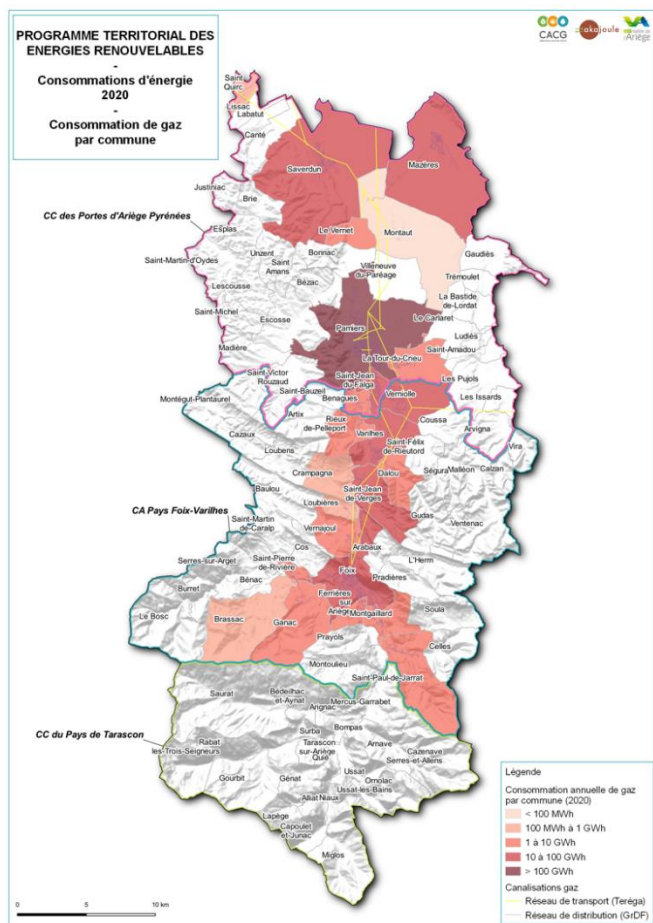 PROGRAMME TERRITORIAL DES
ENERGIES RENOUVELABLES
-
Consommations d'énergie
2020
-
Consommation de gaz
par commune
CACG
akajoule
l'Ariège
Saint
Quirc
Lissac
Labatut
Canté
Saverdun
Mazères
Justiniac
Brie
CC des Portes d'Ariège Pyrénées
Esplas
Le Vernet
Montaut
Saint-Martin-d'Oydes
Unzent
Bonnac
Gaudiès
Saint
Amans
Villeneuve
du-Paréage
Trémoulet
Lescousse
Bézac
La Bastide
de-Lordat
Saint-Michel
Escosse
Le Carlaret
Pamiers
Ludiès
Madière
La Tour-du-Crieu
Saint-Amadou
Saint-Victor
Rouzaud
Saint-Jean
du-Falga
Les Pujols
Saint-Bauzeil
Benagues
Verniolle
Les Issards
Montégut-Plantaurel
Artix
Rieux
de-Pelleport
Coussa
Arvigna
Cazaux
Varilhes
Saint-Félix
de-Rieutord
Vira
Loubens
Crampagna
Dalou
Ségura
Malléon
Calzan
Baulou
Loubières
Saint-Jean
de-Verges
CA Pays Foix-Varilhes
Saint-Martin
de-Caralp
Vernajoul
Gudas
Ventenac
Cos
Arabaux
Serres-sur-Arget
Saint-Pierre
de-Rivière
L'Herm
Foix
Pradières
Bénac
Burret
Ferrières
sur
Ariège
Montgaillard
Soula
Le Bosc
Brassac
Ganac
Prayols
Celles
Montoulieu
Saint-Paul-de-Jarrat
Saurat
Bédeilhac
et-Aynat
Mercus-Garrabet
Arignac
CC du Pays de Tarascon
Surba
Bompas
Rabat
les-Trois-Seigneurs
Tarascon
sur-Ariège
Arnave
Cazenave
Serres-et-Allens
Quié
Gourbit
Génat
Ussat
Ornolac
Ussat-les-Bains
Alliat
Niaux
Lapège
Capoulet
et-Junac
Miglos
Légende
Consommation annuelle de gaz
par commune (2020)
< 100 MWh
100 MWh à 1 GWh
1 à 10 GWh
10 à 100 GWh
> 100 GWh
Canalisations gaz
Réseau de transport (Teréga)
Réseau de distribution (GrDF)
0 5 10 km